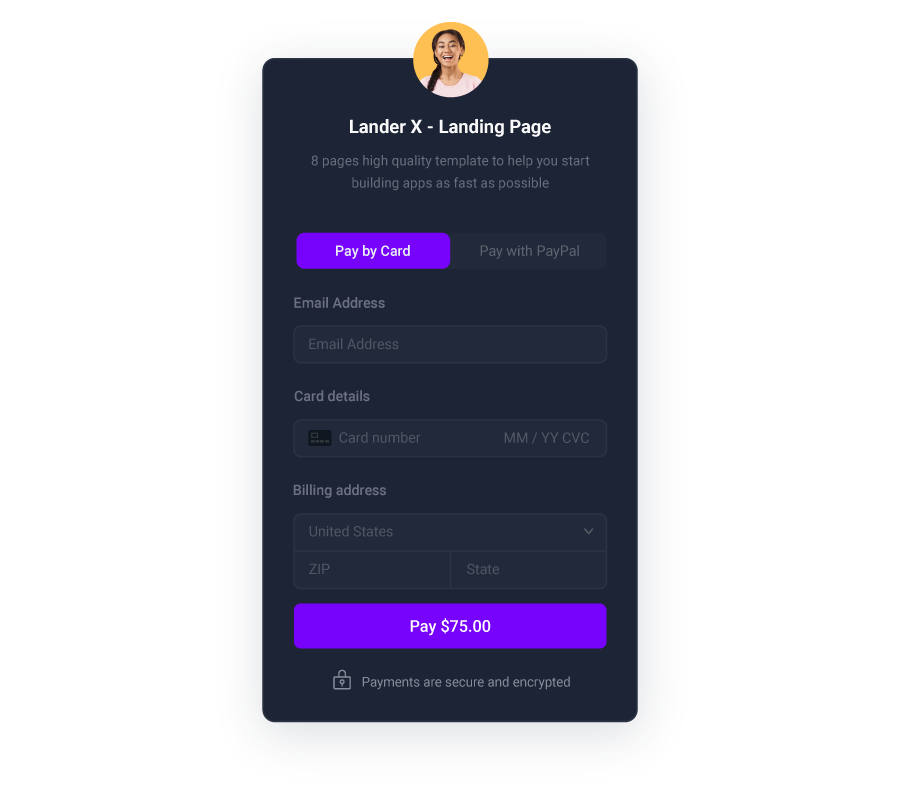 Lander X - Landing Page
8 pages high quality template to help you start
building apps as fast as possible
Pay by Card Pay with PayPal
Email Address
Email Address
Card details
Card number MM / YY CVC
Billing address
United States
ZIP State
Pay $75.00
Payments are secure and encrypted